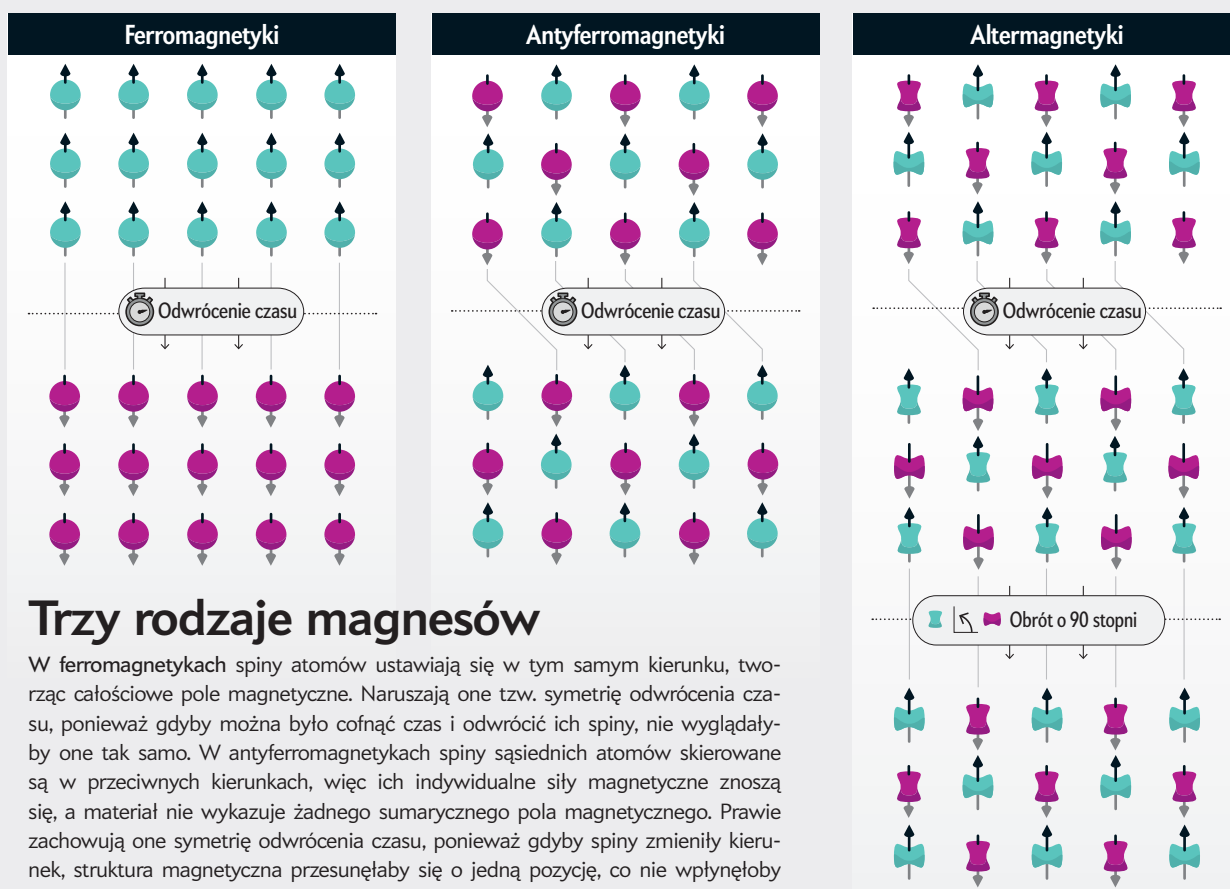 Ferromagnetyki
Antyferromagnetyki
Altermagnetyki
Odwrócenie czasu
Odwrócenie czasu
Odwrócenie czasu
Obrót o 90 stopni
Trzy rodzaje magnesów
W ferromagnetykach spiny atomów ustawiają się w tym samym kierunku, two-
rząc całościowe pole magnetyczne. Naruszają one tzw. symetrię odwrócenia cza-
su, ponieważ gdyby można było cofnąć czas i odwrócić ich spiny, nie wyglądały-
by one tak samo. W antyferromagnetykach spiny sąsiednich atomów skierowane
są w przeciwnych kierunkach, więc ich indywidualne siły magnetyczne znoszą
się, a materiał nie wykazuje żadnego sumarycznego pola magnetycznego. Prawie
zachowują one symetrię odwrócenia czasu, ponieważ gdyby spiny zmieniły kieru-
nek, struktura magnetyczna przesunęłaby się o jedną pozycję, co nie wpłynęłoby